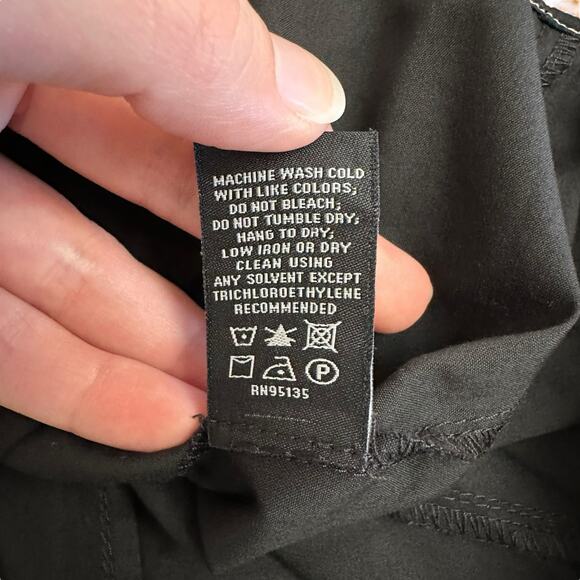 MACHINE WASH COLD
WITH LIKE COLORS;
DO NOT BLEACH;
DO NOT TUMBLE DRY;
HANG TO DRY;
LOW IRON OR DRY
CLEAN USING
ANY SOLVENT EXCEPT
TRICHLOROETHYLENE
RECOMMENDED
P
RN95135